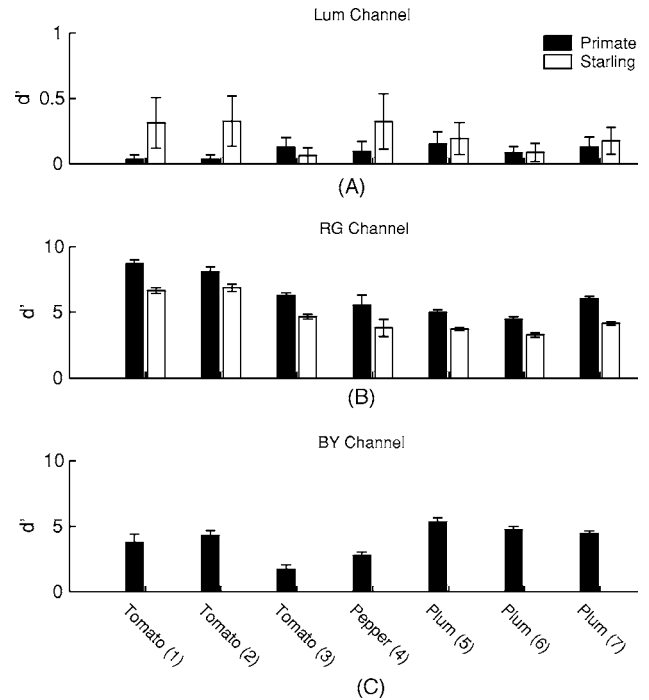 Lum Channel
1
Primate
Starling
0.5
d'
0
(A)
RG Channel
10
5
d'
0
(B)
BY Channel
10
5
d'
0
Tomato (1)
Tomato (2)
Tomato (3)
Pepper (4)
Plum (5)
Plum (6)
Plum (7)
(C)